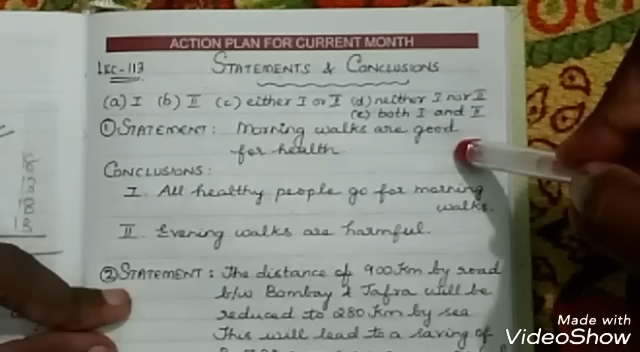 ACTION PLAN FOR CURRENT MONTH
LEC-113
STATEMENTS & CONCLUSIONS
(a) I (b) II (c) either I or II (d) neither I nor II
(e) both I and II
① STATEMENT: Morning walks are good
for health
CONCLUSIONS:
I. All healthy people go for morning
walks.
II. Evening walks are harmful.
② STATEMENT: The distance of 900 Km by road
b/w Bombay & Jafra will be
reduced to 280 Km by sea.
This will lead to a saving of
Made with
VideoShow